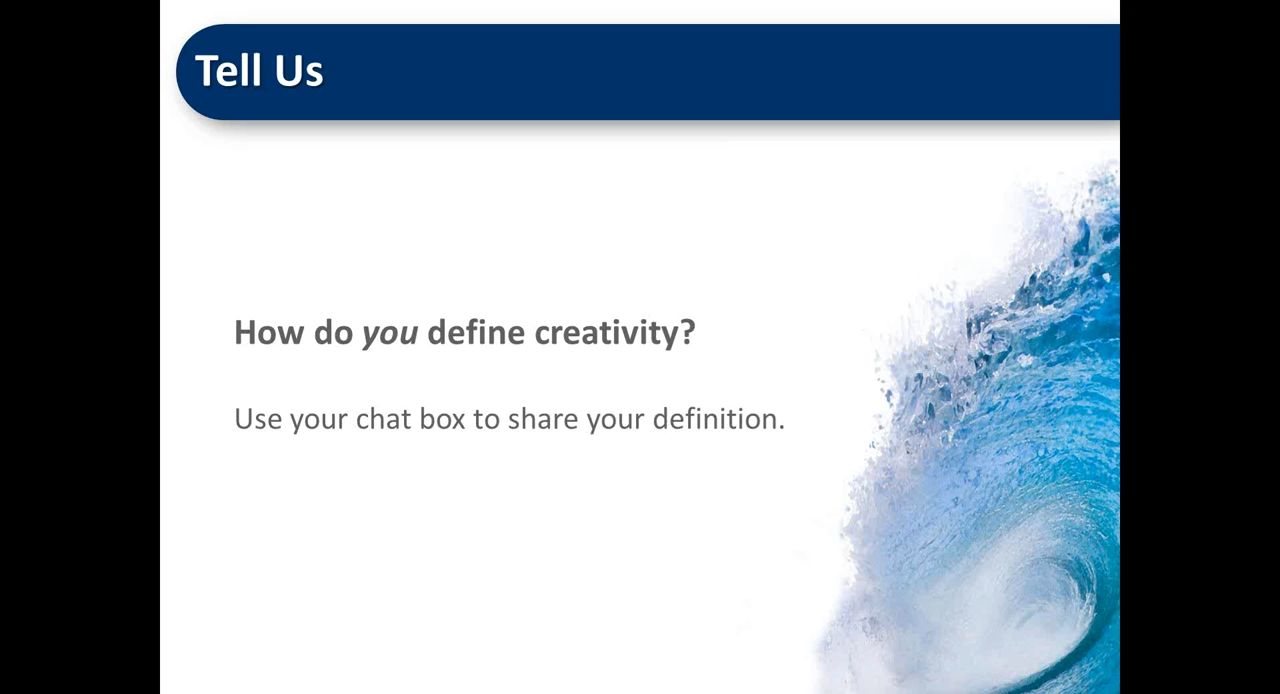 Tell Us
How do you define creativity?
Use your chat box to share your definition.